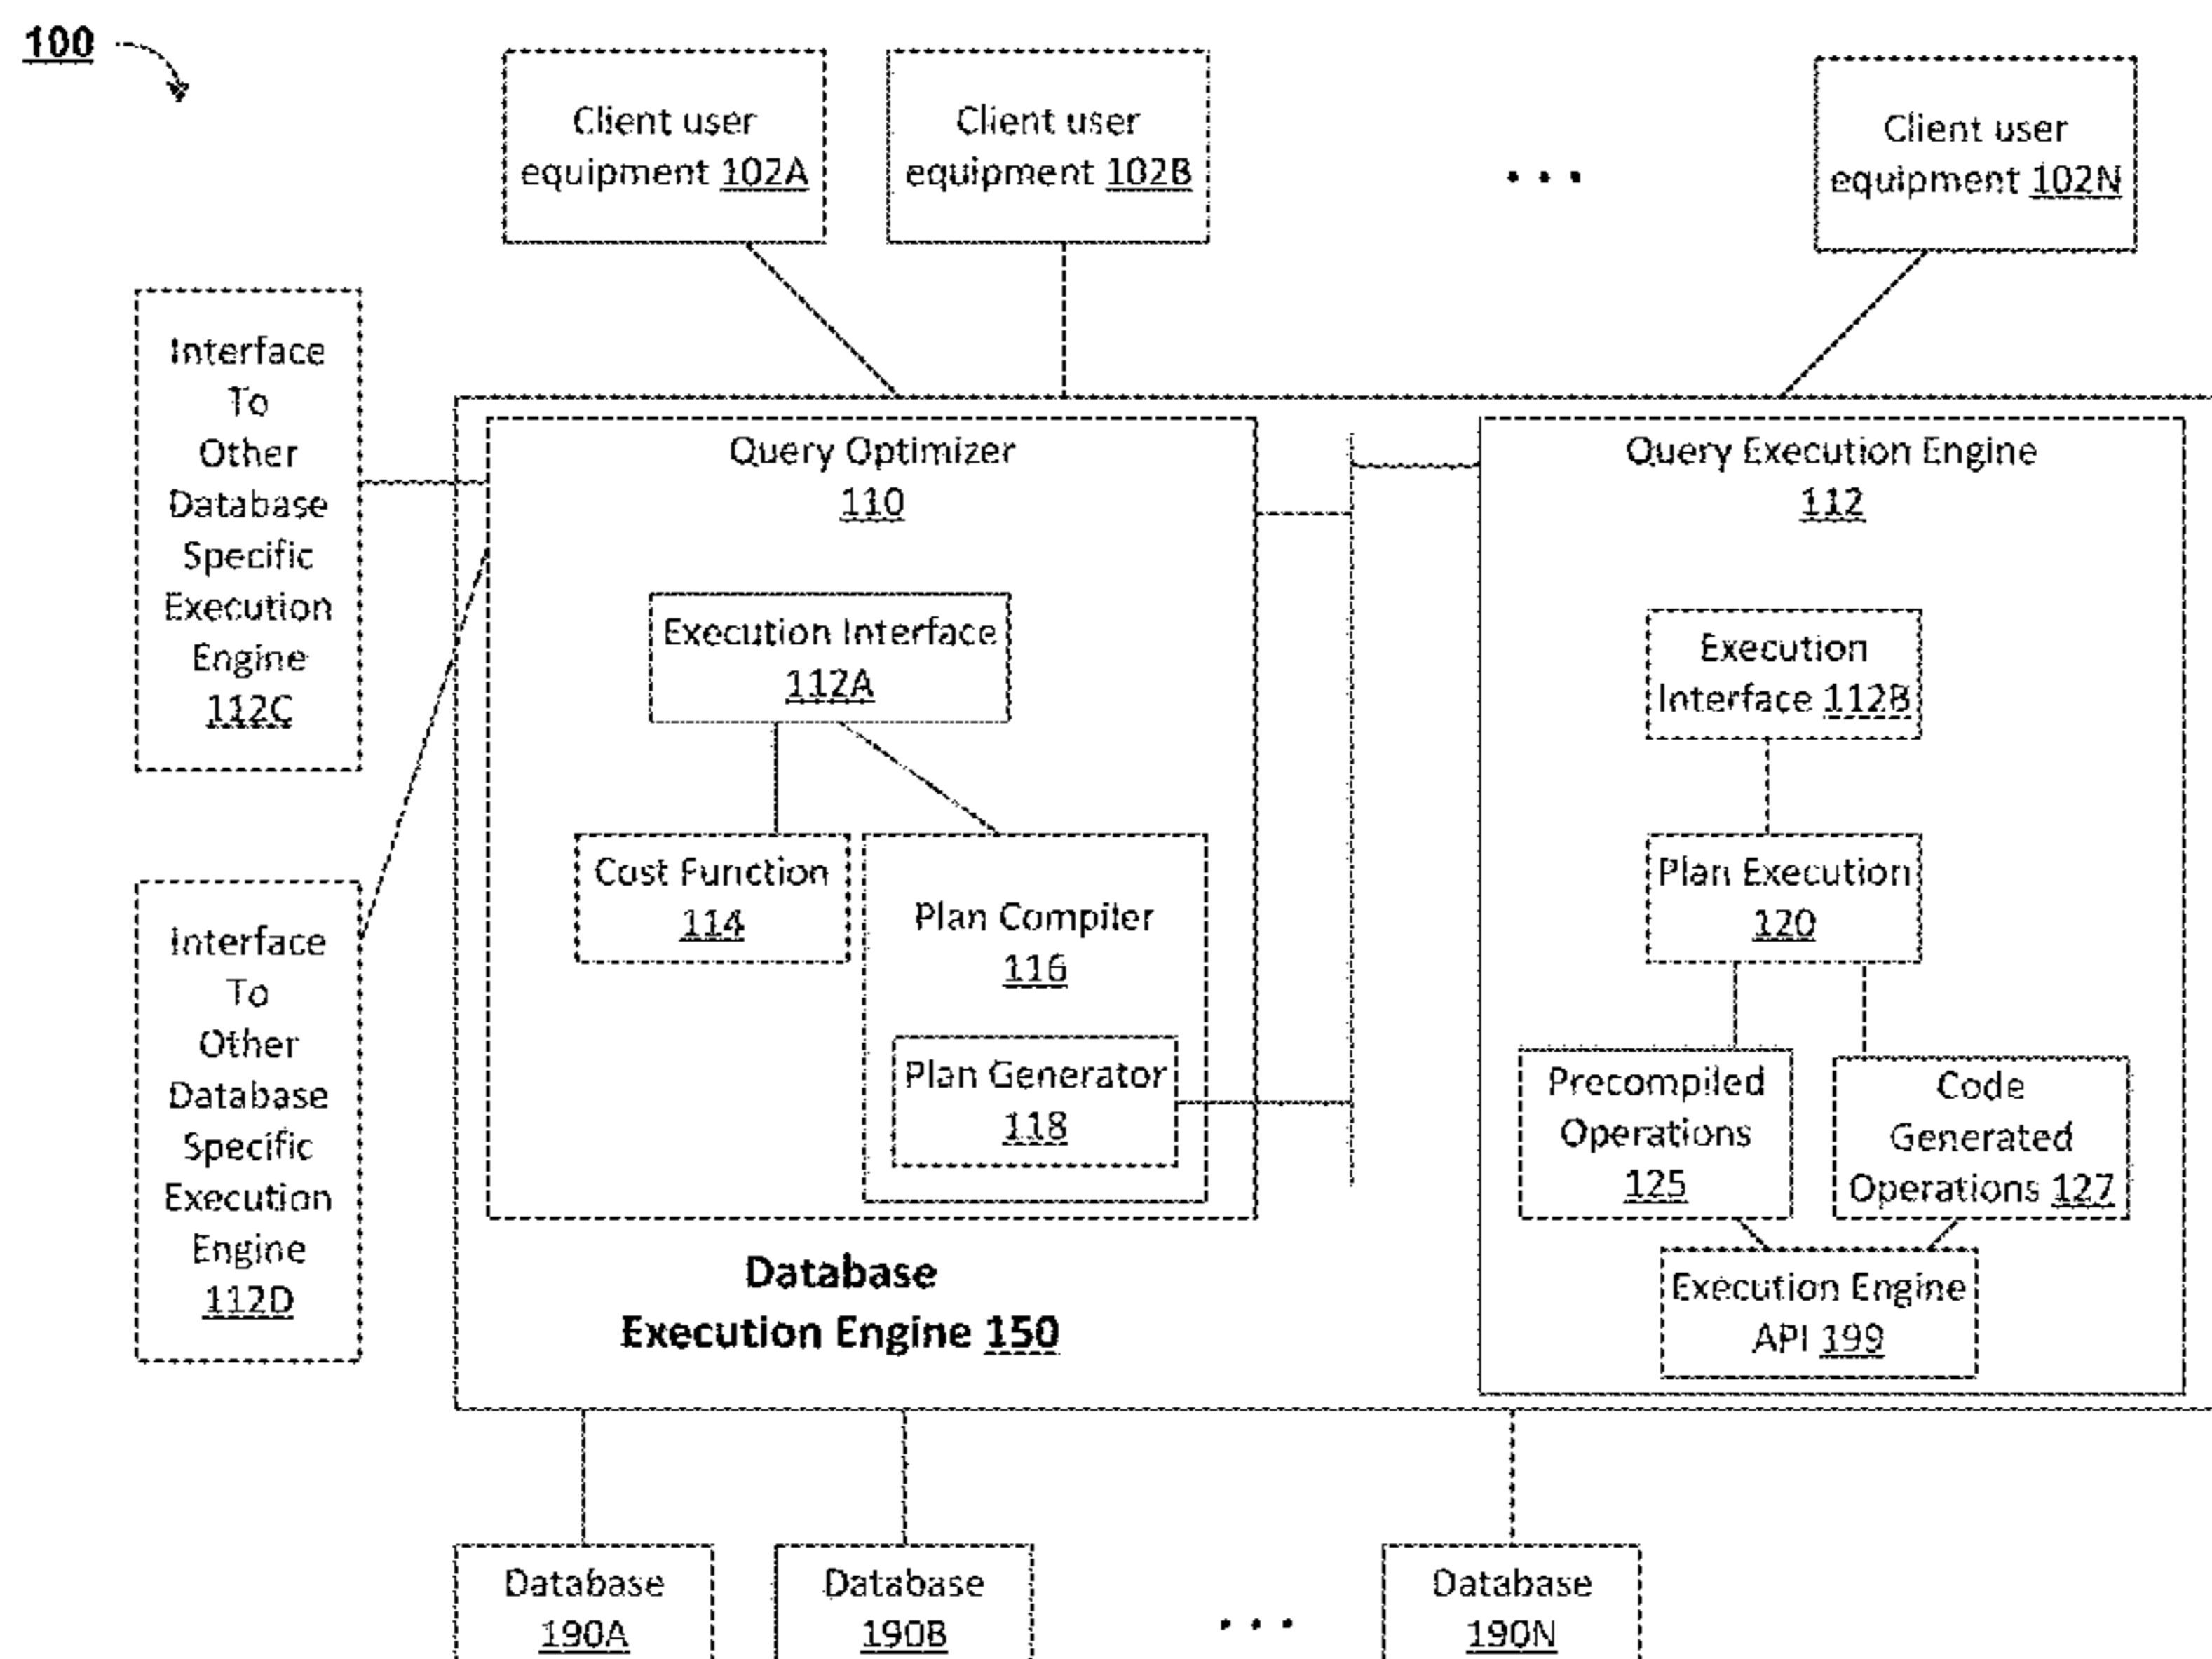 100
Client user
equipment 102A
Client user
equipment 102B
...
Client user
equipment 102N
Interface
To
Other
Database
Specific
Execution
Engine
112C
Interface
To
Other
Database
Specific
Execution
Engine
112D
Query Optimizer
110
Execution Interface
112A
Cost Function
114
Plan Compiler
116
Plan Generator
118
Database
Execution Engine 150
Query Execution Engine
112
Execution
Interface 112B
Plan Execution
120
Precompiled
Operations
125
Code
Generated
Operations 127
Execution Engine
API 199
Database
190A
Database
190B
...
Database
190N